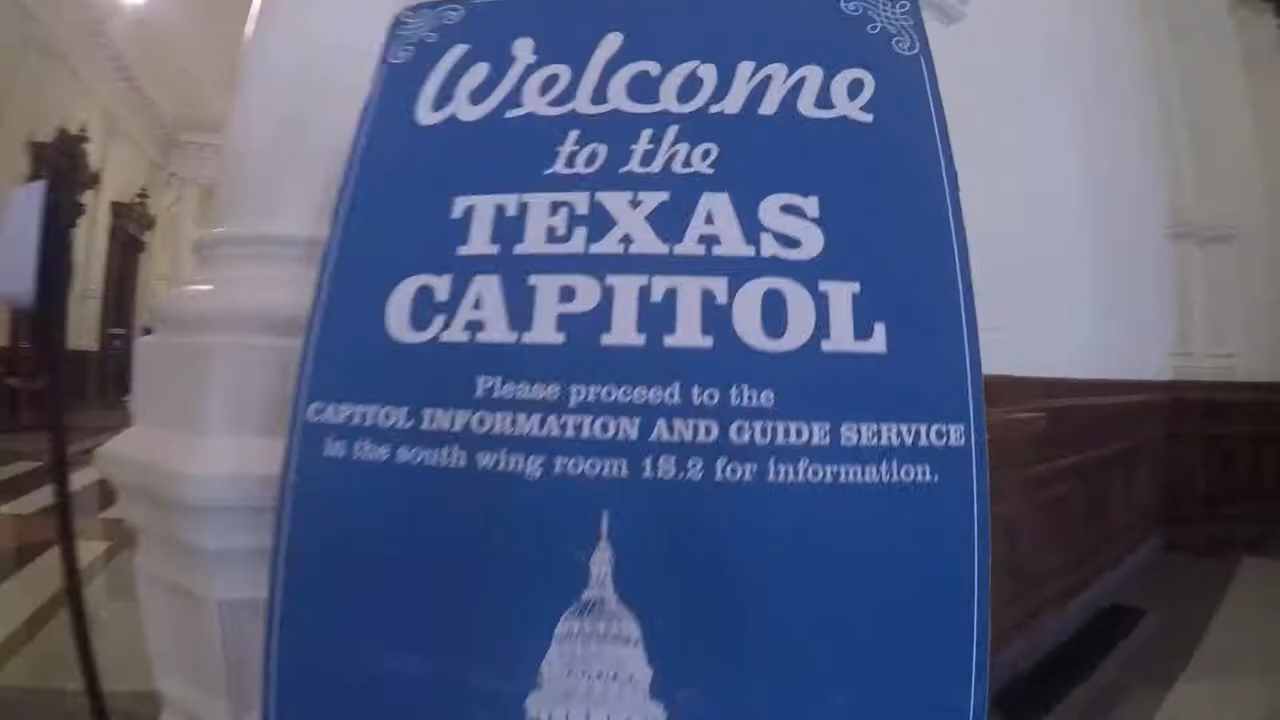 Welcome
to the
TEXAS
CAPITOL
Please proceed to the
CAPITOL INFORMATION AND GUIDE SERVICE
in the south wing room 1S.2 for information.